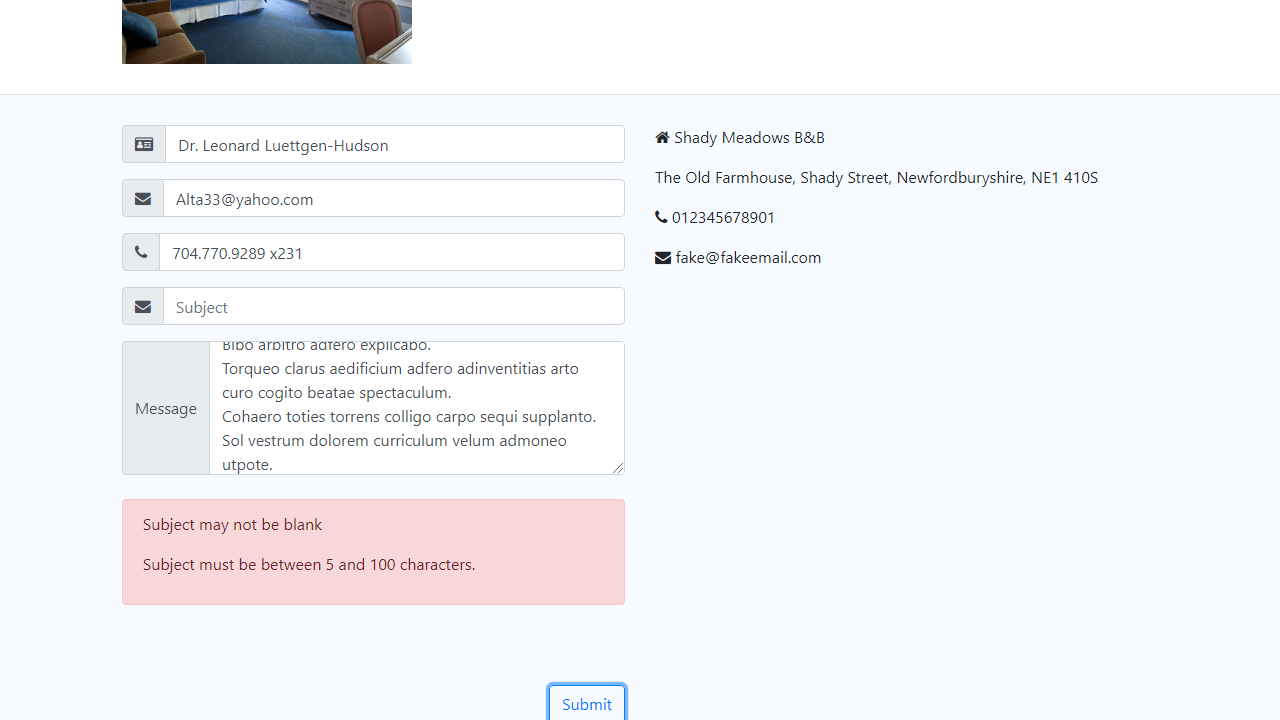 Dr. Leonard Luettgen-Hudson
Alta33@yahoo.com
704.770.9289 x231
Subject
Message
Bibo arbitro adfero explicabo.
Torqueo clarus aedificium adfero adinventitias arto
curo cogito beatae spectaculum.
Cohaero toties torrens colligo carpo sequi supplanto.
Sol vestrum dolorem curriculum velum admoneo
utpote.
Subject may not be blank
Subject must be between 5 and 100 characters.
Submit
Shady Meadows B&B
The Old Farmhouse, Shady Street, Newfordburyshire, NE1 410S
012345678901
fake@fakeemail.com